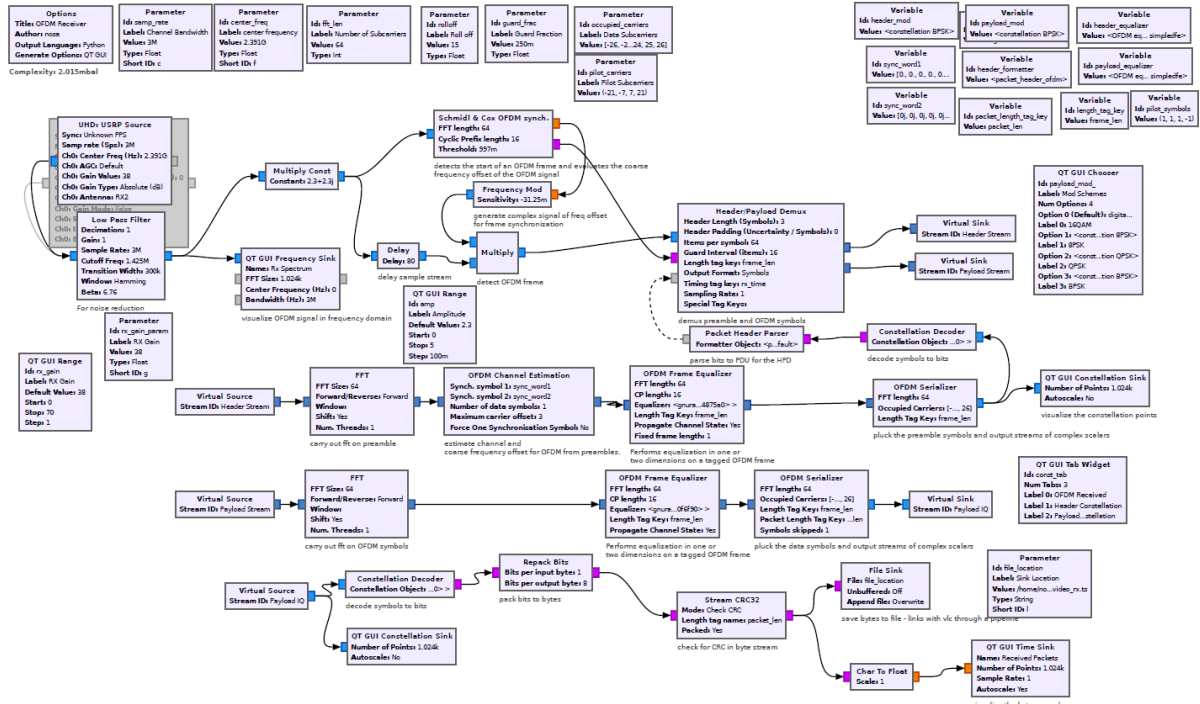 Options
Title: OFDM Receiver
Author: noza
Output Language: Python
Generate Options: QT GUI
Complexity: 2.015mbal
Parameter
Id: samp_rate
Label: Channel Bandwidth
Value: 3M
Type: Float
Short ID: c
Parameter
Id: center_freq
Label: center frequency
Value: 2.391G
Type: Float
Short ID: f
Parameter
Id: fft_len
Label: Number of Subcarriers
Value: 64
Type: Int
Parameter
Id: rolloff
Label: Roll off
Value: 15
Type: Float
Parameter
Id: guard_frac
Label: Guard Fraction
Value: 250m
Type: Float
Parameter
Id: occupied_carriers
Label: Data Subcarriers
Value: [-26, -2...24, 25, 26]
Parameter
Id: pilot_carriers
Label: Pilot Subcarriers
Value: (-21, -7, 7, 21)
Variable
Id: header_mod
Value: <constellation BPSK>
Variable
Id: payload_mod
Value: <constellation BPSK>
Variable
Id: header_equalizer
Value: <OFDM eq... simpledfe>
Variable
Id: sync_word1
Value: [0., 0., 0., 0., 0....
Variable
Id: header_formatter
Value: <packet_header_ofdm>
Variable
Id: payload_equalizer
Value: <OFDM eq... simpledfe>
Variable
Id: sync_word2
Value: [0j, 0j, 0j, 0j, 0j...
Variable
Id: packet_length_tag_key
Value: packet_len
Variable
Id: length_tag_key
Value: frame_len
Variable
Id: pilot_symbols
Value: (1, 1, 1, -1)
UHD: USRP Source
Sync: Unknown PPS
Samp rate (Sps): 3M
Ch0: Center Freq (Hz): 2.391G
Ch0: AGC: Default
Ch0: Gain Value: 38
Ch0: Gain Type: Absolute (dB)
Ch0: Antenna: RX2
Low Pass Filter
Decimation: 1
Gain: 1
Sample Rate: 3M
Cutoff Freq: 1.425M
Transition Width: 300k
Window: Hamming
Beta: 6.76
For noise reduction
Multiply Const
Constant: 2.3+2.3j
Schmidl & Cox OFDM synch.
FFT length: 64
Cyclic Prefix length: 16
Threshold: 997m
detects the start of an OFDM frame and evaluates the coarse
frequency offset of the OFDM signal
Frequency Mod
Sensitivity: -31.25m
generate complex signal of freq offset
for frame synchronization
QT GUI Frequency Sink
Name: Rx Spectrum
FFT Size: 1.024k
Center Frequency (Hz): 0
Bandwidth (Hz): 3M
visualize OFDM signal in frequency domain
Delay
Delay: 80
delay sample stream
Multiply
detect OFDM frame
Header/Payload Demux
Header Length (Symbols): 3
Header Padding (Uncertainty / Symbols): 0
Items per symbol: 64
Guard Interval (items): 16
Length tag key: frame_len
Output Format: Symbols
Timing tag key: rx_time
Sampling Rate: 1
Special Tag Keys:
demux preamble and OFDM symbols
Virtual Sink
Stream ID: Header Stream
Virtual Sink
Stream ID: Payload Stream
QT GUI Chooser
Id: payload_mod_
Label: Mod Schemes
Num Options: 4
Option 0 (Default): digita...
Label 0: 16QAM
Option 1: <const...tion BPSK>
Label 1: 8PSK
Option 2: <const...ion QPSK>
Label 2: QPSK
Option 3: <const...tion BPSK>
Label 3: BPSK
QT GUI Range
Id: amp
Label: Amplitude
Default Value: 2.3
Start: 0
Stop: 5
Step: 100m
Parameter
Id: rx_gain_param
Label: RX Gain
Value: 38
Type: Float
Short ID: g
QT GUI Range
Id: rx_gain
Label: RX Gain
Default Value: 38
Start: 0
Stop: 70
Step: 1
Packet Header Parser
Formatter Object: <p...fault>
parse bits to PDU for the HPD
Constellation Decoder
Constellation Object: ...0> >
decode symbols to bits
Virtual Source
Stream ID: Header Stream
FFT
FFT Size: 64
Forward/Reverse: Forward
Window:
Shift: Yes
Num. Threads: 1
carry out fft on preamble
OFDM Channel Estimation
Synch. symbol 1: sync_word1
Synch. symbol 2: sync_word2
Number of data symbols: 1
Maximum carrier offset: 3
Force One Synchronisation Symbol: No
estimate channel and
coarse frequency offset for OFDM from preambles.
OFDM Frame Equalizer
FFT length: 64
CP length: 16
Equalizer: <gnura...4875a0> >
Length Tag Key: frame_len
Propagate Channel State: Yes
Fixed frame length: 1
Performs equalization in one or
two dimensions on a tagged OFDM frame
OFDM Serializer
FFT length: 64
Occupied Carriers: [-..., 26]
Length Tag Key: frame_len
pluck the preamble symbols and output streams of complex scalars
QT GUI Constellation Sink
Number of Points: 1.024k
Autoscale: No
visualize the constellation points
Virtual Source
Stream ID: Payload Stream
FFT
FFT Size: 64
Forward/Reverse: Forward
Window:
Shift: Yes
Num. Threads: 1
carry out fft on OFDM symbols
OFDM Frame Equalizer
FFT length: 64
CP length: 16
Equalizer: <gnura...0f6f90> >
Length Tag Key: frame_len
Propagate Channel State: Yes
Performs equalization in one or
two dimensions on a tagged OFDM frame
OFDM Serializer
FFT length: 64
Occupied Carriers: [-..., 26]
Length Tag Key: frame_len
Packet Length Tag Key: ...len
Symbols skipped: 1
pluck the data symbols and output streams of complex scalars
Virtual Sink
Stream ID: Payload IQ
QT GUI Tab Widget
Id: const_tab
Num Tabs: 3
Label 0: OFDM Received
Label 1: Header Constellation
Label 2: Payload...stellation
Virtual Source
Stream ID: Payload IQ
Constellation Decoder
Constellation Object: ...0> >
decode symbols to bits
QT GUI Constellation Sink
Number of Points: 1.024k
Autoscale: No
Repack Bits
Bits per input byte: 1
Bits per output byte: 8
pack bits to bytes
Stream CRC32
Mode: Check CRC
Length tag name: packet_len
Packed: Yes
check for CRC in byte stream
File Sink
File: file_location
Unbuffered: Off
Append file: Overwrite
save bytes to file - links with vlc through a pipeline
Parameter
Id: file_location
Label: Sink Location
Value: /home/no...video_rx.ts
Type: String
Short ID: l
Char To Float
Scale: 1
QT GUI Time Sink
Name: Received Packets
Number of Points: 1.024k
Sample Rate: 1
Autoscale: Yes